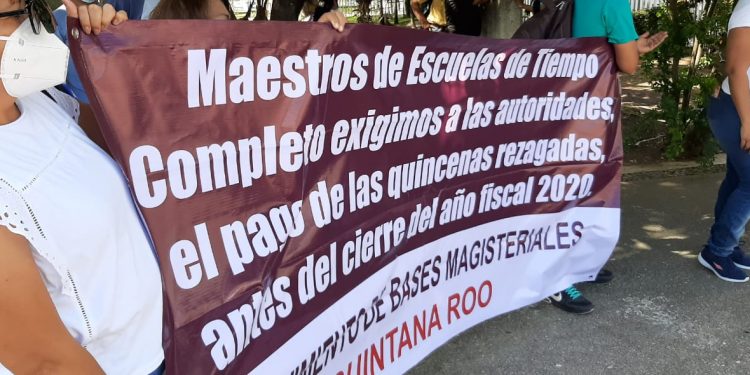 Maestros de Escuelas de Tiempo
Completo exigimos a las autoridades,
el pago de las quincenas rezagadas,
antes del cierre del año fiscal 2020.
DE BASES MAGISTERIALES
QUINTANA ROO